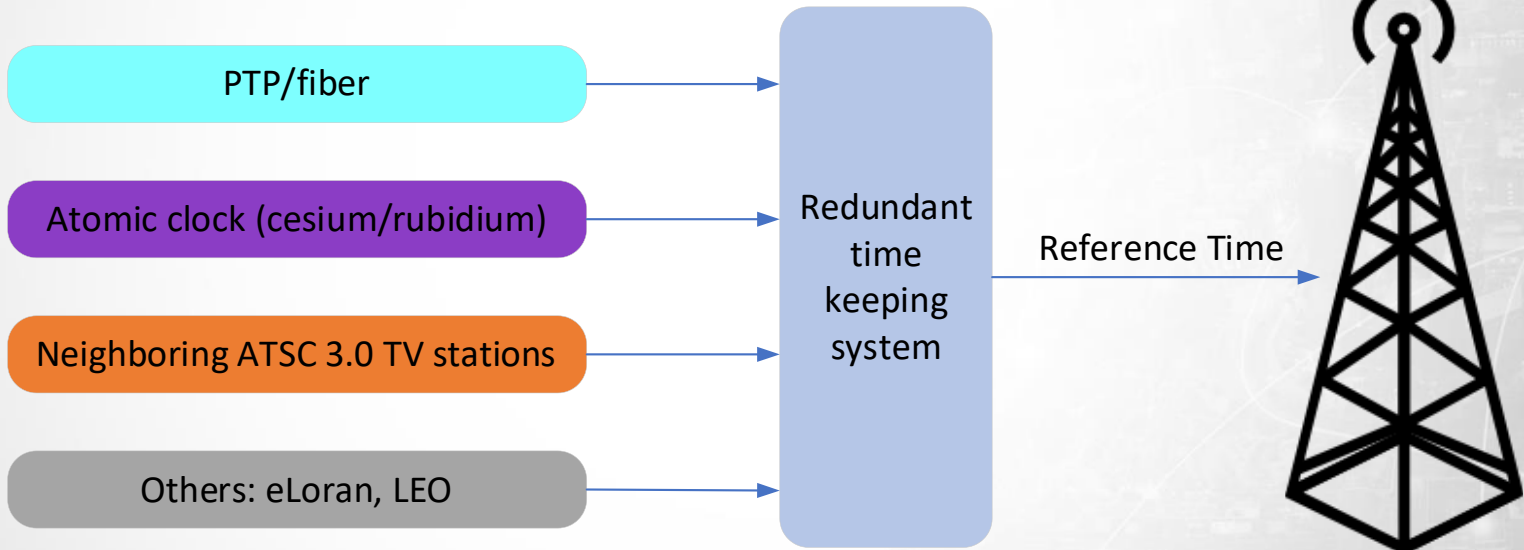 PTP/fiber
Atomic clock (cesium/rubidium)
Neighboring ATSC 3.0 TV stations
Others: eLoran, LEO
Redundant
time
keeping
system
Reference Time